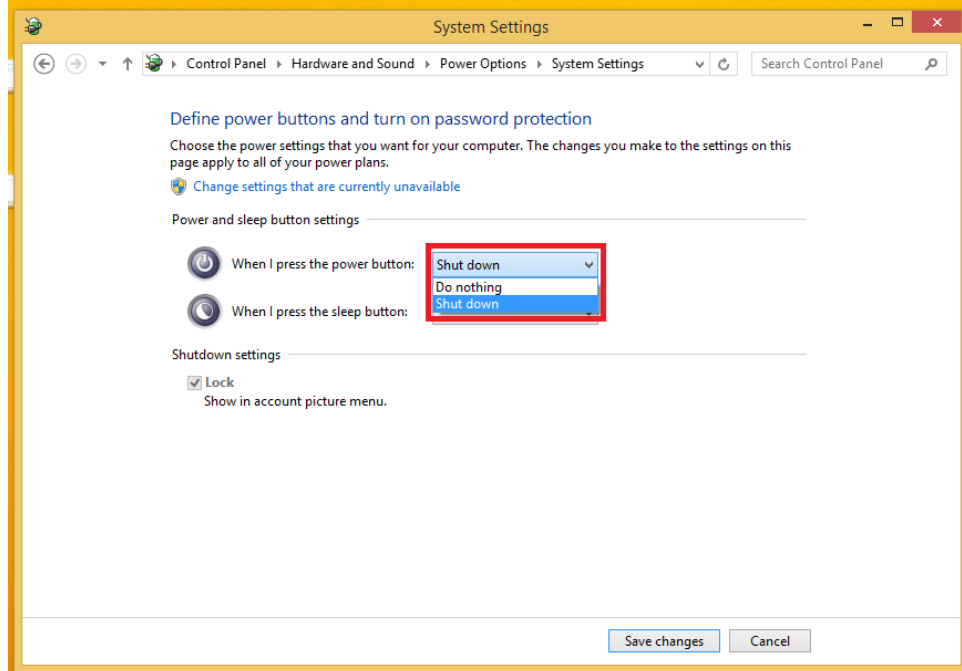 System Settings
Control Panel Hardware and Sound Power Options System Settings
Search Control Panel
Define power buttons and turn on password protection
Choose the power settings that you want for your computer. The changes you make to the settings on this
page apply to all of your power plans.
Change settings that are currently unavailable
Power and sleep button settings
When I press the power button: Shut down
Do nothing
Shut down
When I press the sleep button:
Shutdown settings
Lock
Show in account picture menu.
Save changes Cancel